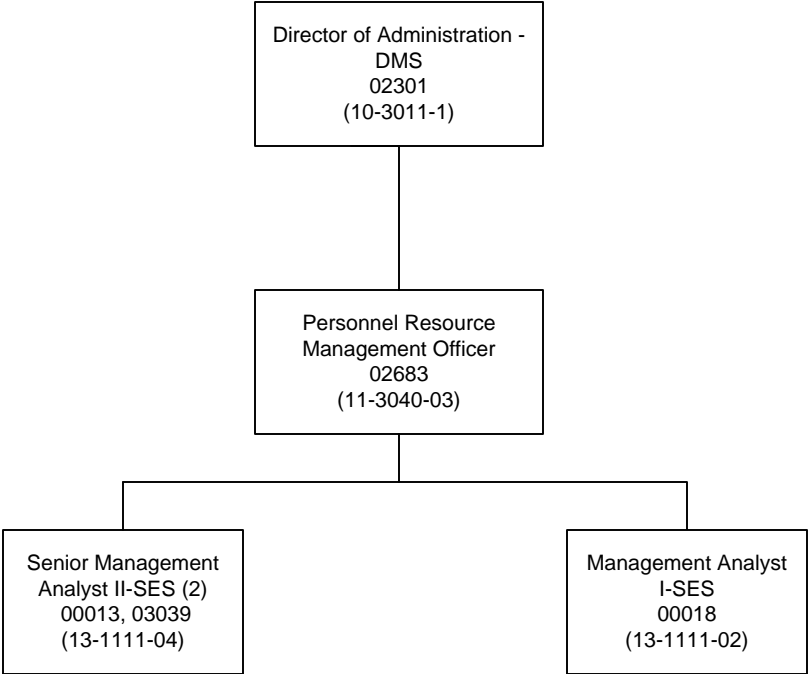 Director of Administration -
DMS
02301
(10-3011-1)
Personnel Resource
Management Officer
02683
(11-3040-03)
Senior Management
Analyst II-SES (2)
00013, 03039
(13-1111-04)
Management Analyst
I-SES
00018
(13-1111-02)